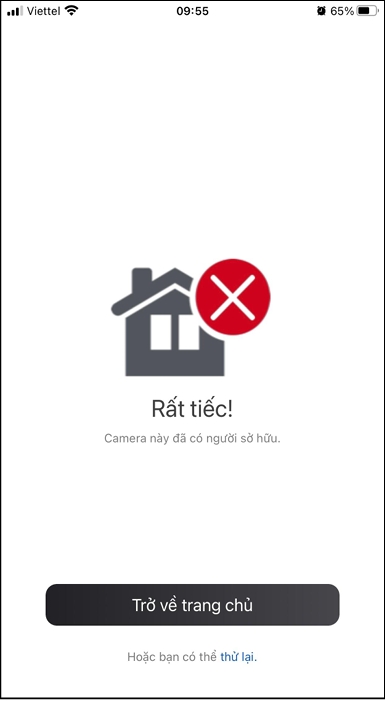 Viettel 09:55 65%
Rất tiếc!
Camera này đã có người sở hữu.
Trở về trang chủ
Hoặc bạn có thể thử lại.